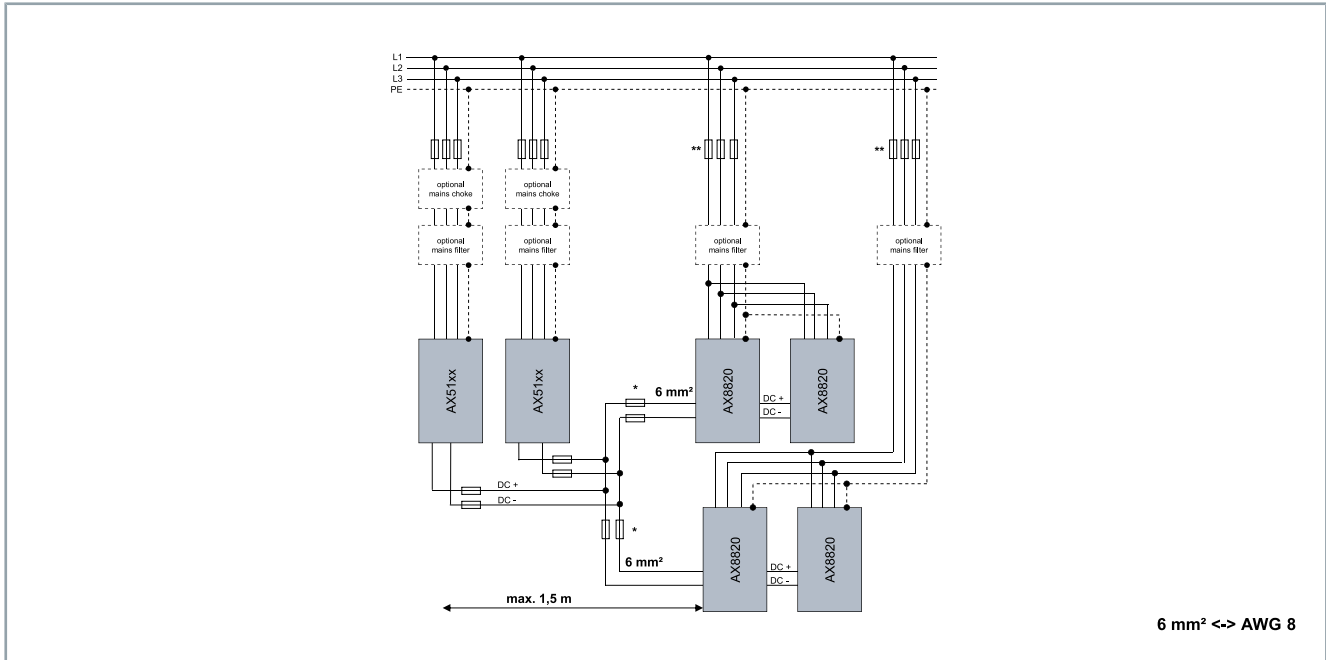 L1
L2
L3
PE
**
**
optional
mains choke
optional
mains choke
optional
mains filter
optional
mains filter
optional
mains filter
optional
mains filter
AX51xx
AX51xx
AX8820
AX8820
*
6 mm²
DC +
DC -
DC +
DC -
*
6 mm²
AX8820
AX8820
DC +
DC -
max. 1,5 m
6 mm² <-> AWG 8